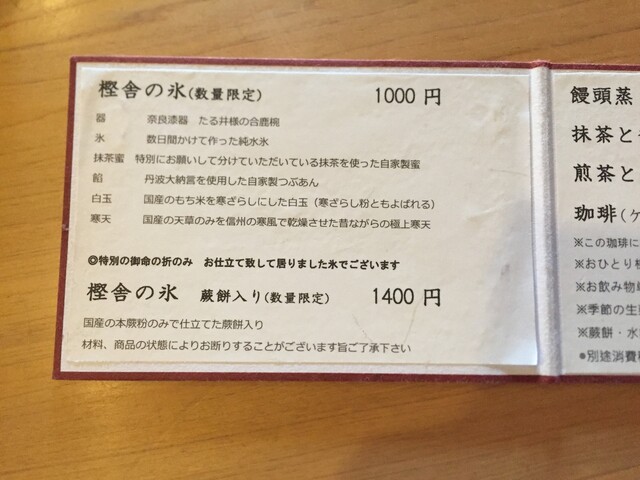 樫舎の氷(数量限定) 1000 円
器 奈良漆器 たる井様の合鹿椀
氷 数日間かけて作った純水氷
抹茶蜜 特別にお願いして分けていただいている抹茶を使った自家製蜜
餡 丹波大納言を使用した自家製つぶあん
白玉 国産のもち米を寒ざらしにした白玉（寒ざらし粉ともよばれる）
寒天 国産の天草のみを信州の寒風で乾燥させた昔ながらの極上寒天
◎特別の御命の折のみ お仕立て致して居りました氷でございます
樫舎の氷 蕨餅入り(数量限定) 1400 円
国産の本蕨粉のみで仕立てた蕨餅入り
材料、商品の状態によりお断りすることがございます旨ご了承下さい
饅頭蒸
抹茶と
煎茶と
珈琲(ケ
※この珈琲に
※おひとり様
※お飲み物
※季節の生
※蕨餅・水
●別途消費